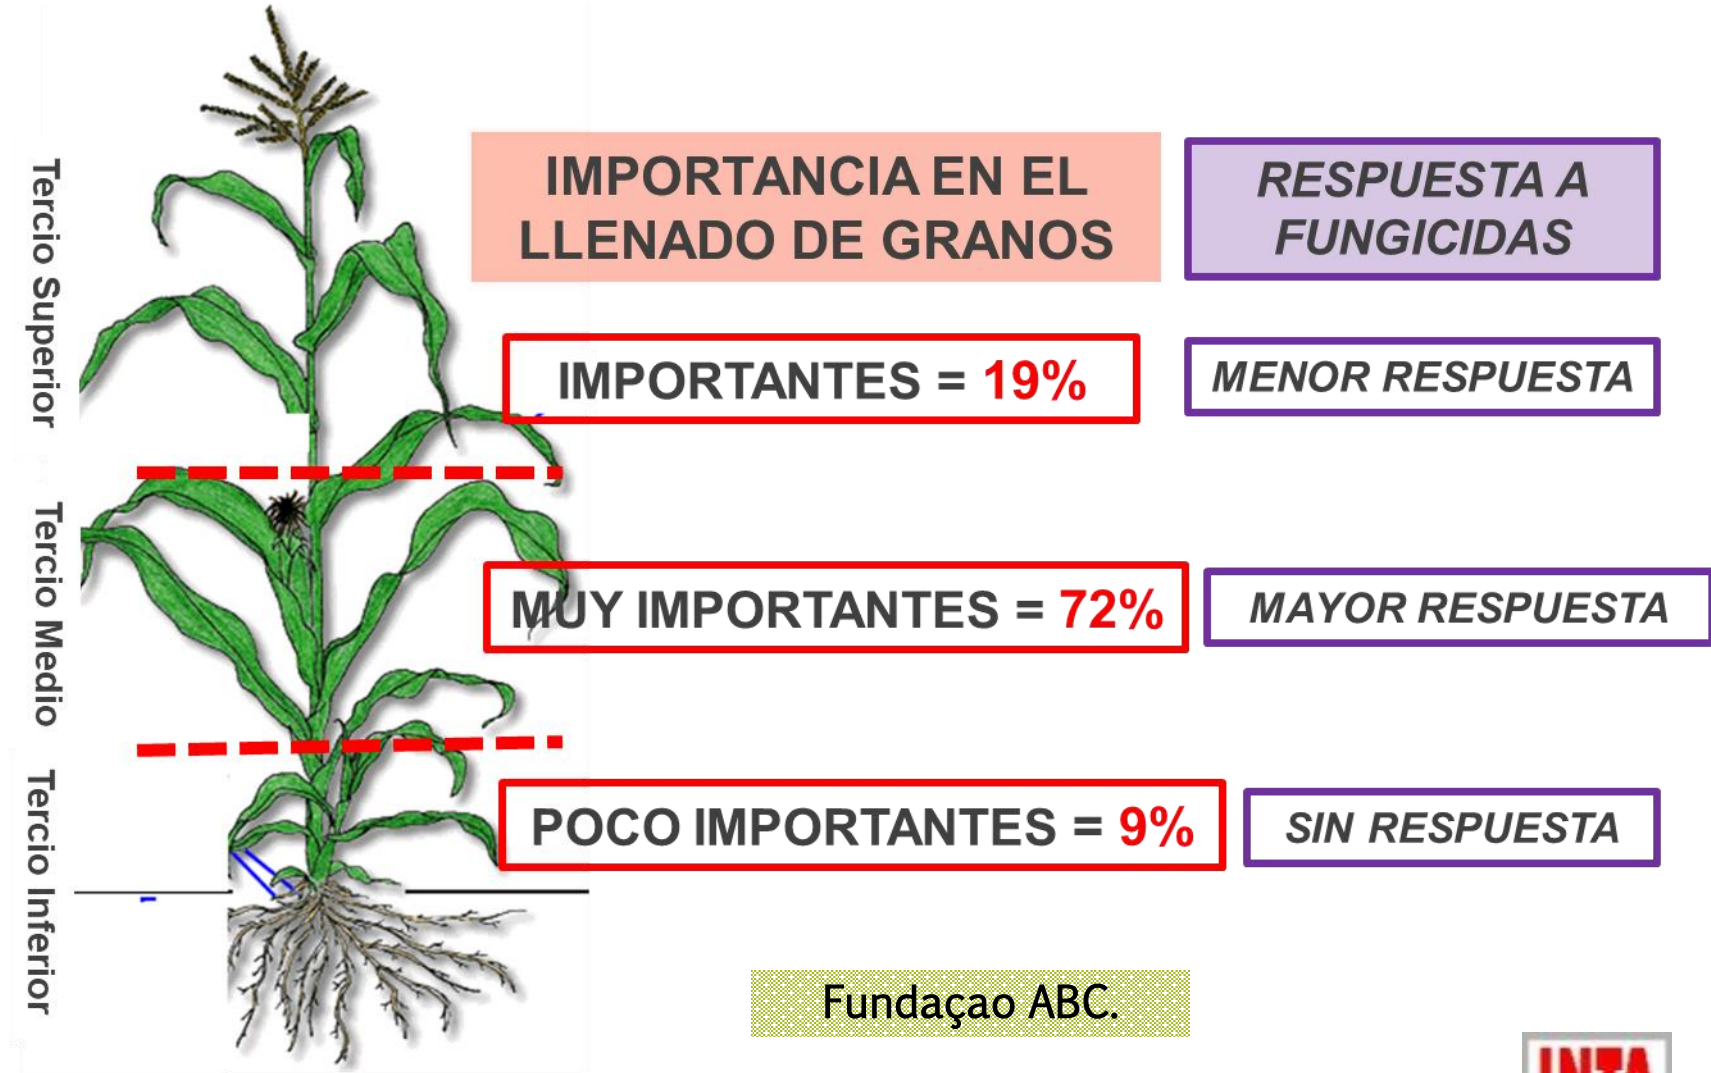 IMPORTANCIA EN EL
LLENADO DE GRANOS
RESPUESTA A
FUNGICIDAS
Tercio Superior
IMPORTANTES = 19%
MENOR RESPUESTA
Tercio Medio
MUY IMPORTANTES = 72%
MAYOR RESPUESTA
Tercio Inferior
POCO IMPORTANTES = 9%
SIN RESPUESTA
Fundaçao ABC.
INTA